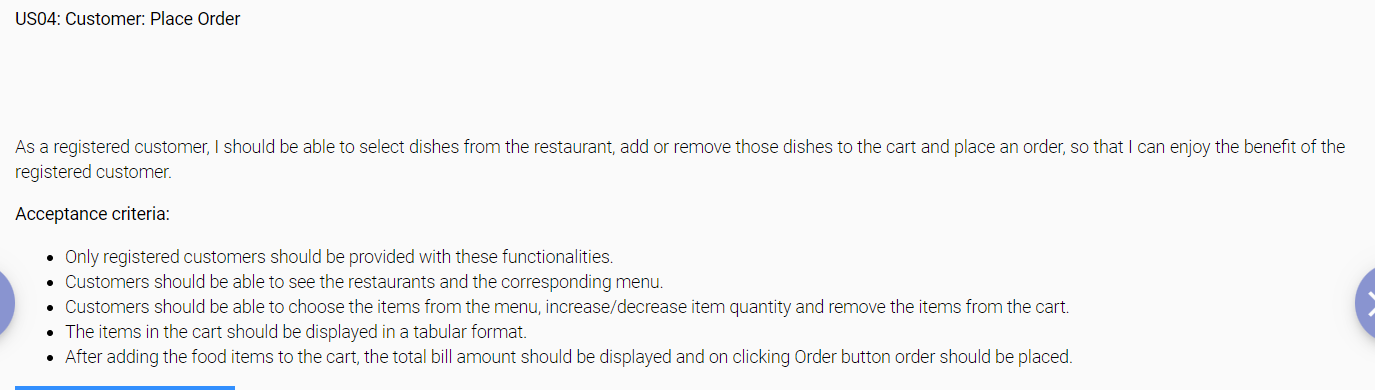 US04: Customer: Place Order
As a registered customer, I should be able to select dishes from the restaurant, add or remove those dishes to the cart and place an order, so that I can enjoy the benefit of the
registered customer.
Acceptance criteria:
• Only registered customers should be provided with these functionalities.
• Customers should be able to see the restaurants and the corresponding menu.
• Customers should be able to choose the items from the menu, increase/decrease item quantity and remove the items from the cart.
• The items in the cart should be displayed in a tabular format.
• After adding the food items to the cart, the total bill amount should be displayed and on clicking Order button order should be placed.